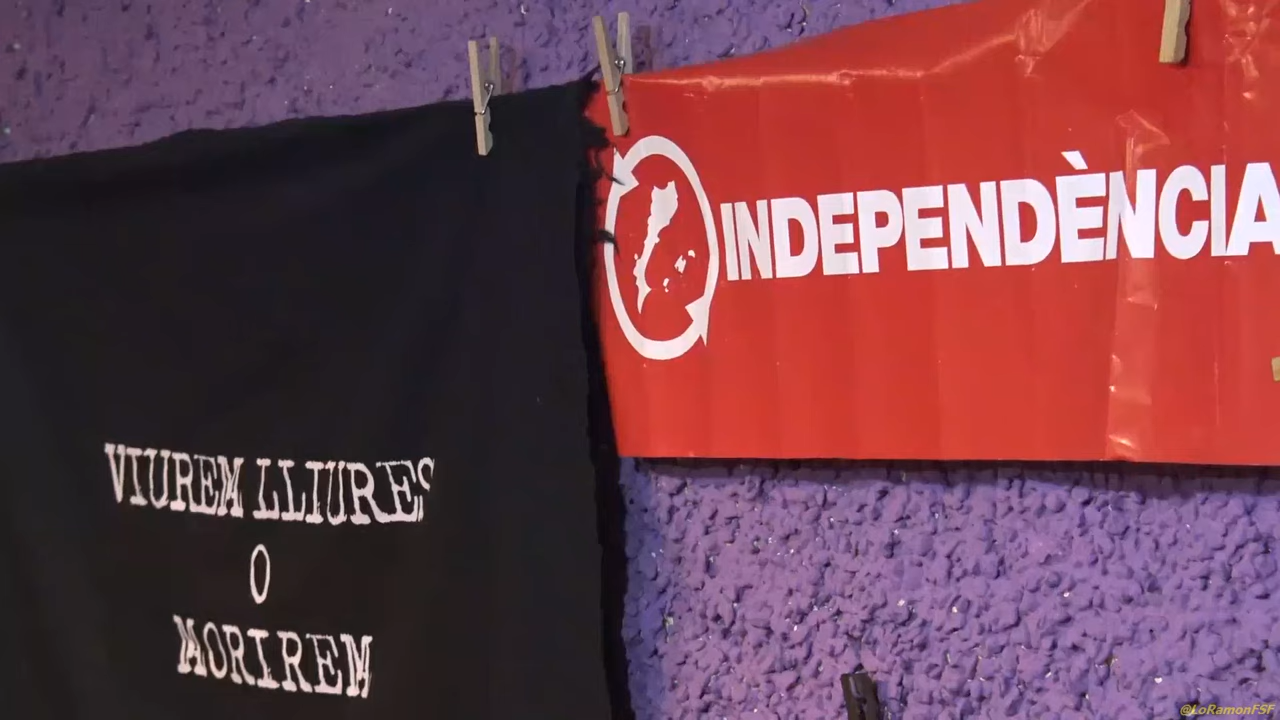 VIUREM LLIURES
O
MORIREM
INDEPENDÈNCIA
@LoRamonFSF